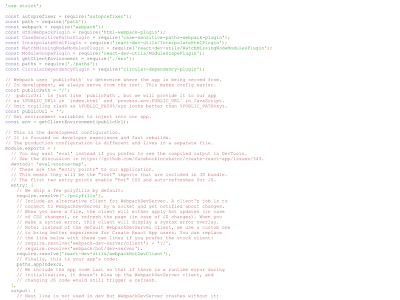 'use strict';
const autoprefixer = require('autoprefixer');
const path = require('path');
const webpack = require('webpack');
const HtmlWebpackPlugin = require('html-webpack-plugin');
const CaseSensitivePathsPlugin = require('case-sensitive-paths-webpack-plugin');
const InterpolateHtmlPlugin = require('react-dev-utils/InterpolateHtmlPlugin');
const WatchMissingNodeModulesPlugin = require('react-dev-utils/WatchMissingNodeModulesPlugin');
const ModuleScopePlugin = require('react-dev-utils/ModuleScopePlugin');
const getClientEnvironment = require('./env');
const paths = require('./paths');
const CircularDependencyPlugin = require('circular-dependency-plugin');
// Webpack uses `publicPath` to determine where the app is being served from.
// In development, we always serve from the root. This makes config easier.
const publicPath = '/';
// `publicUrl` is just like `publicPath`, but we will provide it to our app
// as %PUBLIC_URL% in `index.html` and `process.env.PUBLIC_URL` in JavaScript.
// Omit trailing slash as %PUBLIC_PATH%/xyz looks better than %PUBLIC_PATH%xyz.
const publicUrl = '';
// Get environment variables to inject into our app.
const env = getClientEnvironment(publicUrl);
// This is the development configuration.
// It is focused on developer experience and fast rebuilds.
// The production configuration is different and lives in a separate file.
module.exports = {
// You may want 'eval' instead if you prefer to see the compiled output in DevTools.
// See the discussion in https://github.com/facebookincubator/create-react-app/issues/343.
devtool: 'eval-source-map',
// These are the "entry points" to our application.
// This means they will be the "root" imports that are included in JS bundle.
// The first two entry points enable "hot" CSS and auto-refreshes for JS.
entry: [
// We ship a few polyfills by default:
require.resolve('./polyfills'),
// Include an alternative client for WebpackDevServer. A client's job is to
// connect to WebpackDevServer by a socket and get notified about changes.
// When you save a file, the client will either apply hot updates (in case
// of CSS changes), or refresh the page (in case of JS changes). When you
// make a syntax error, this client will display a syntax error overlay.
// Note: instead of the default WebpackDevServer client, we use a custom one
// to bring better experience for Create React App users. You can replace
// the line below with these two lines if you prefer the stock client:
// require.resolve('webpack-dev-server/client') + '?/',
// require.resolve('webpack/hot/dev-server'),
require.resolve('react-dev-utils/webpackHotDevClient'),
// Finally, this is your app's code:
paths.appIndexJs,
// We include the app code last so that if there is a runtime error during
// initialization, it doesn't blow up the WebpackDevServer client, and
// changing JS code would still trigger a refresh.
],
output: {
// Next line is not used in dev but WebpackDevServer crashes without it: